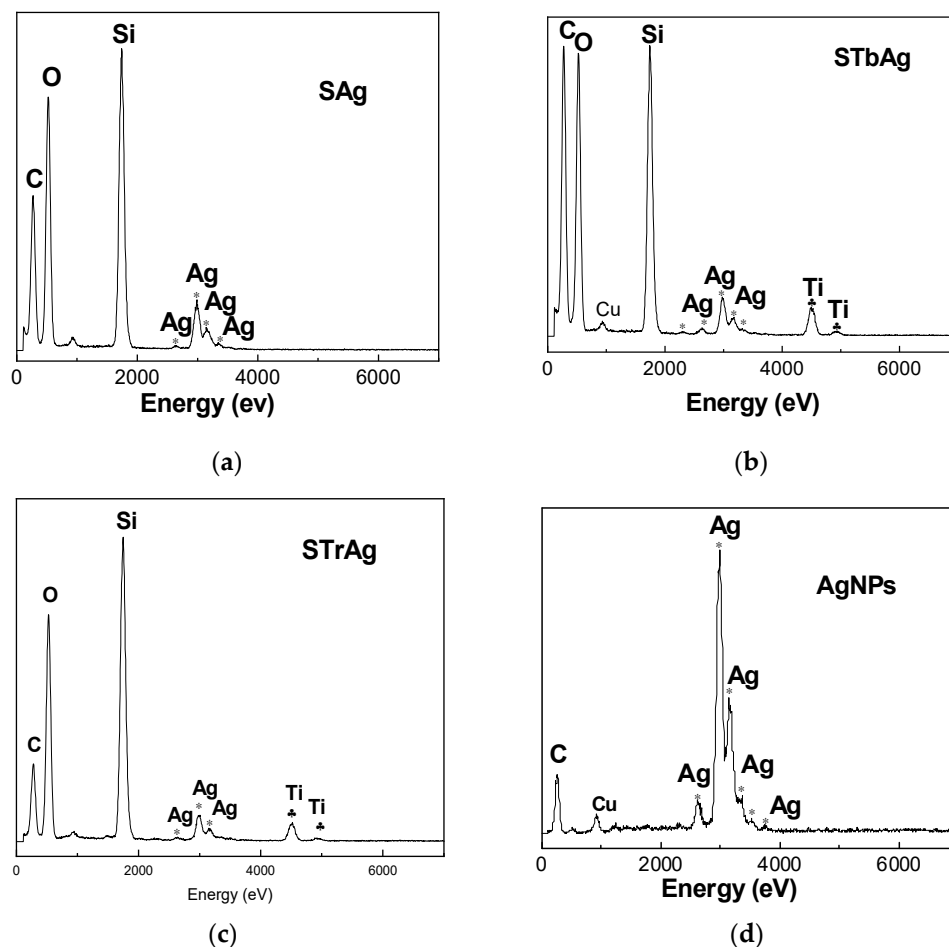 Si
O
SAg
C
Ag
Ag
Ag
Ag
0 2000 4000 6000
Energy (ev)
(a)
C
O
Si
STbAg
Cu
Ag
Ag
Ag
Ti
Ti
0 2000 4000 6000
Energy (eV)
(b)
Si
STrAg
O
C
Ag
Ag
Ag
Ti
Ti
0 2000 4000 6000
Energy (eV)
(c)
Ag
AgNPs
Ag
C
Ag
Ag
Cu
Ag
0 2000 4000 6000
Energy (eV)
(d)